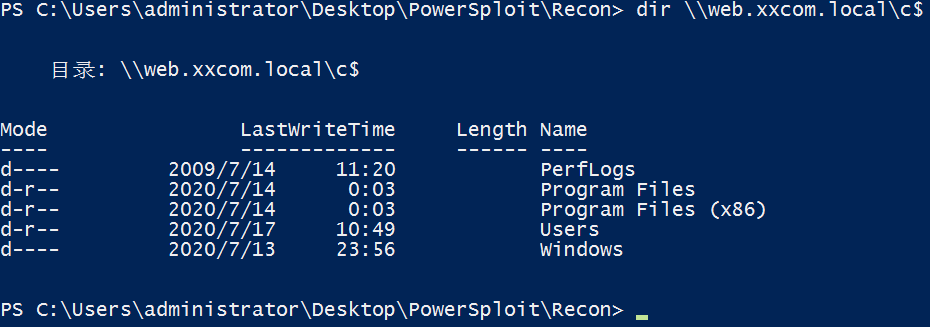 PS C:\Users\administrator\Desktop\PowerSploit\Recon> dir \\web.xxcom.local\c$
目录: \\web.xxcom.local\c$
Mode                LastWriteTime     Length Name
----                -------------     ------ ----
d----         2009/7/14     11:20            PerfLogs
d-r--         2020/7/14      0:03            Program Files
d-r--         2020/7/14      0:03            Program Files (x86)
d-r--         2020/7/17     10:49            Users
d----         2020/7/13     23:56            Windows
PS C:\Users\administrator\Desktop\PowerSploit\Recon>